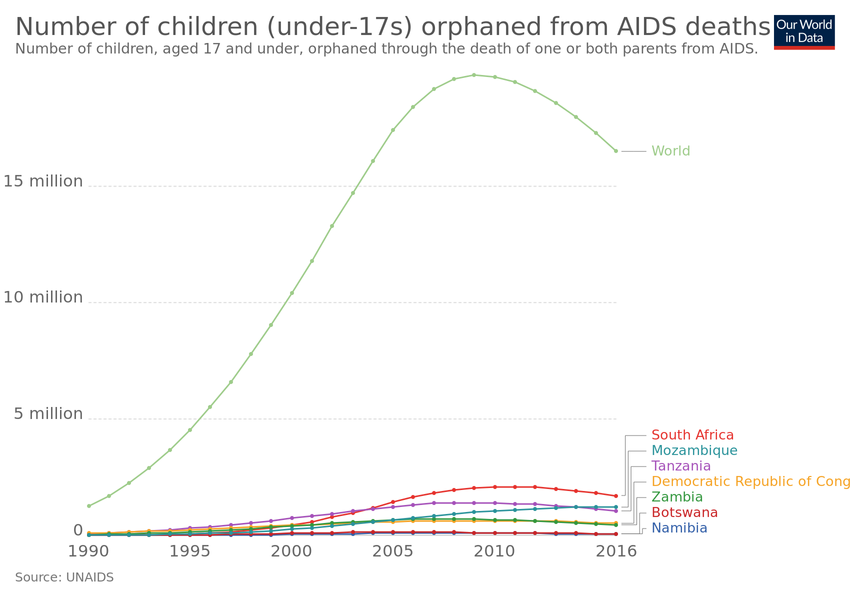 Number of children (under-17s) orphaned from AIDS deaths
Our World
in Data
Number of children, aged 17 and under, orphaned through the death of one or both parents from AIDS.
World
15 million
10 million
5 million
South Africa
Mozambique
Tanzania
Democratic Republic of Cong
Zambia
Botswana
Namibia
0
1990
1995
2000
2005
2010
2016
Source: UNAIDS